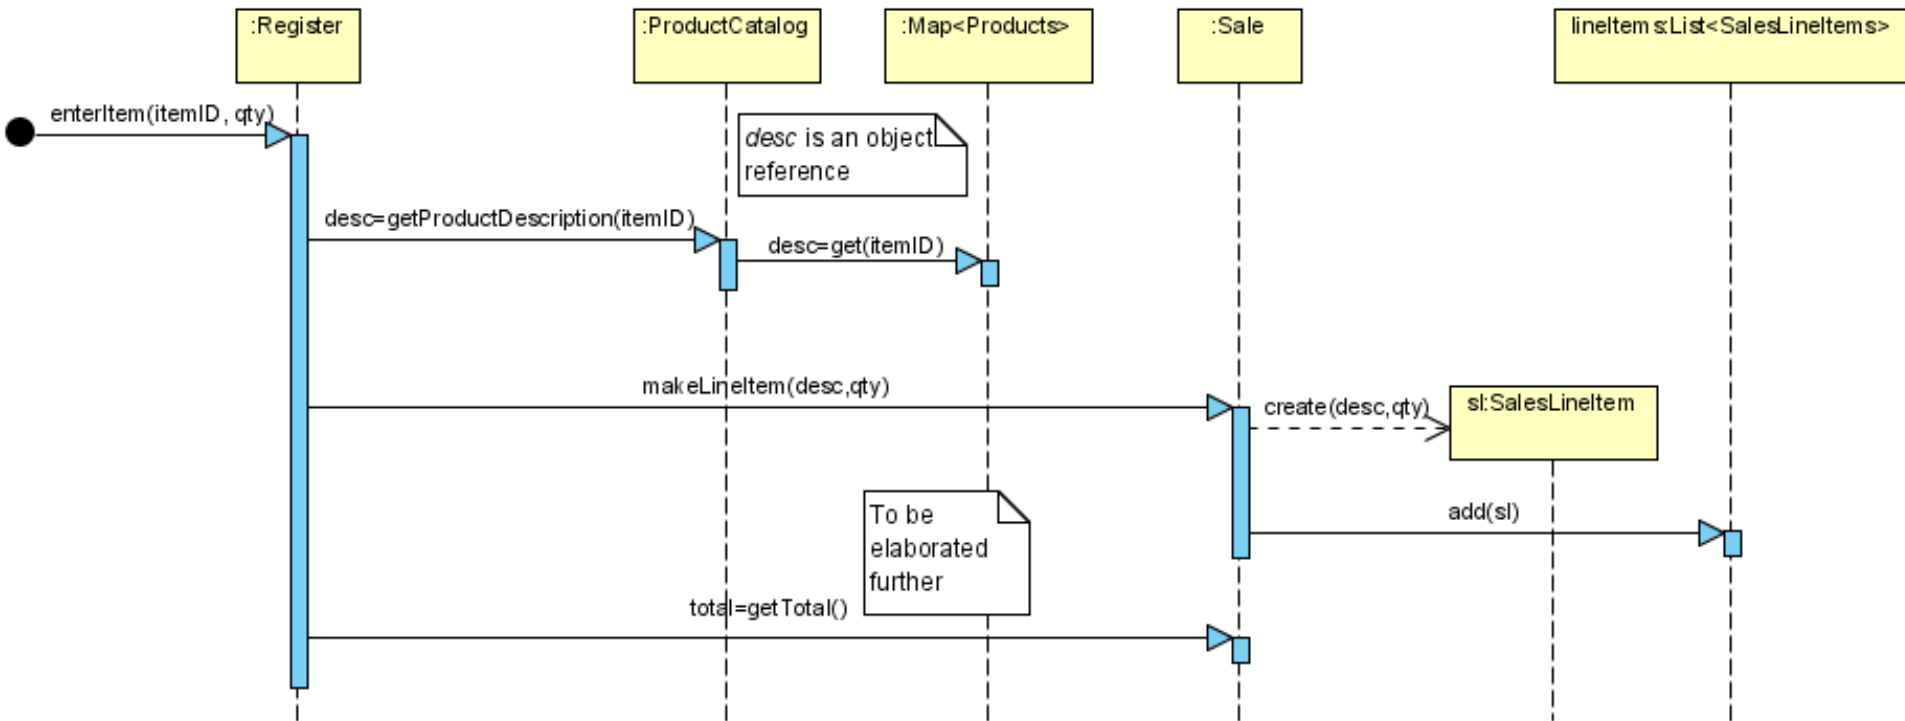 :Register
:ProductCatalog
:Map<Products>
:Sale
lineItems:List<SalesLineItems>
enterItem(itemID, qty)
desc is an object
reference
desc=getProductDescription(itemID)
desc=get(itemID)
makeLineItem(desc,qty)
create(desc,qty)
sl:SalesLineItem
To be
elaborated
further
add(sl)
total=getTotal()